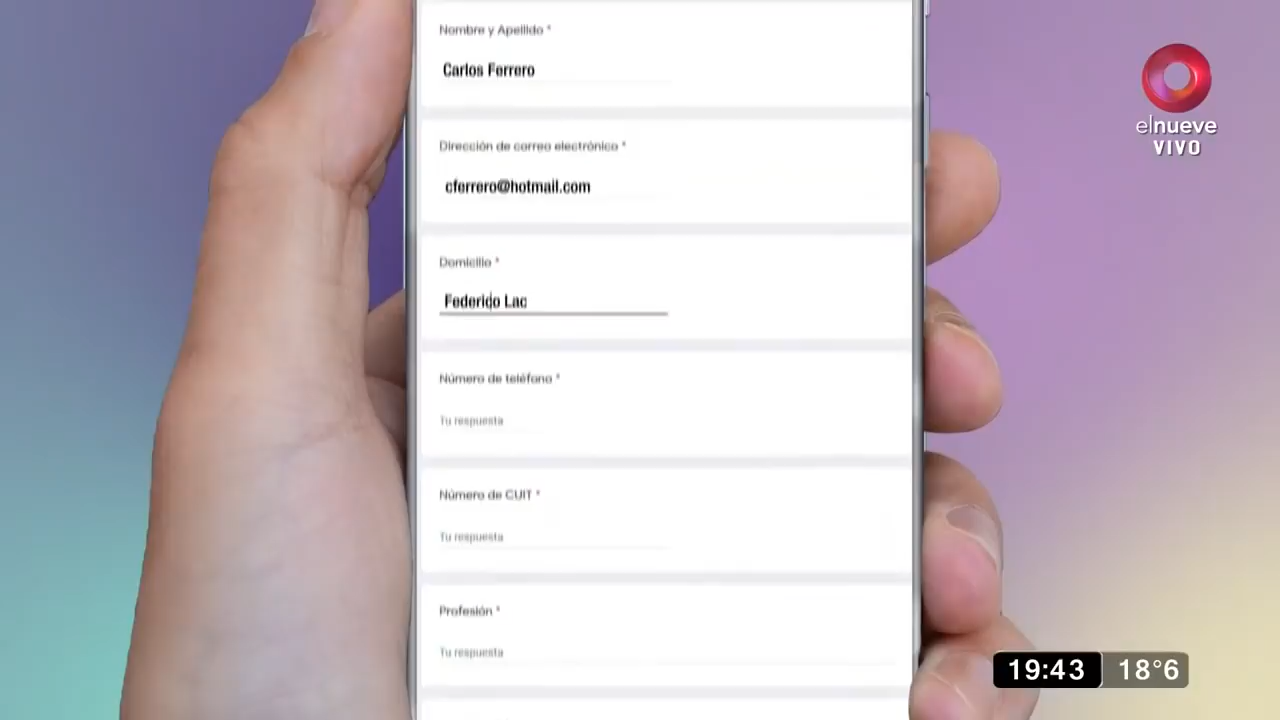 Nombre y Apellido *
Carlos Ferrero
elnueve
VIVO
Dirección de correo electrónico *
cferrero@hotmail.com
Domicilio *
Federico Lac
Número de teléfono *
Tu respuesta
Número de CUIT *
Tu respuesta
Profesión *
Tu respuesta
19:43 18°6